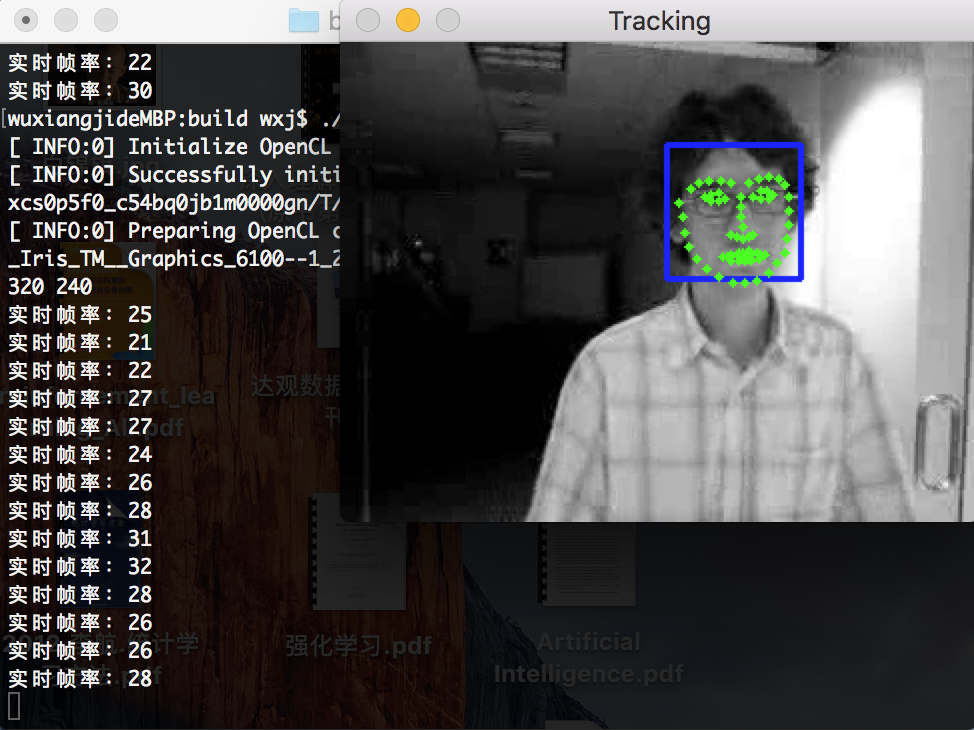 b
Tracking
实时帧率: 22
实时帧率: 30
[wuxiangjideMBP:build wxj$ ./
[ INFO:0] Initialize OpenCL
[ INFO:0] Successfully initi
xcs0p5f0_c54bq0jb1m0000gn/T/
[ INFO:0] Preparing OpenCL c
_Iris_TM__Graphics_6100--1_2
320 240
实时帧率: 25
实时帧率: 21
实时帧率: 22
实时帧率: 27
实时帧率: 27
实时帧率: 24
实时帧率: 26
实时帧率: 28
实时帧率: 31
实时帧率: 32
实时帧率: 28
实时帧率: 26
实时帧率: 26
实时帧率: 28
达观数据
强化学习.pdf
Artificial
Intelligence.pdf